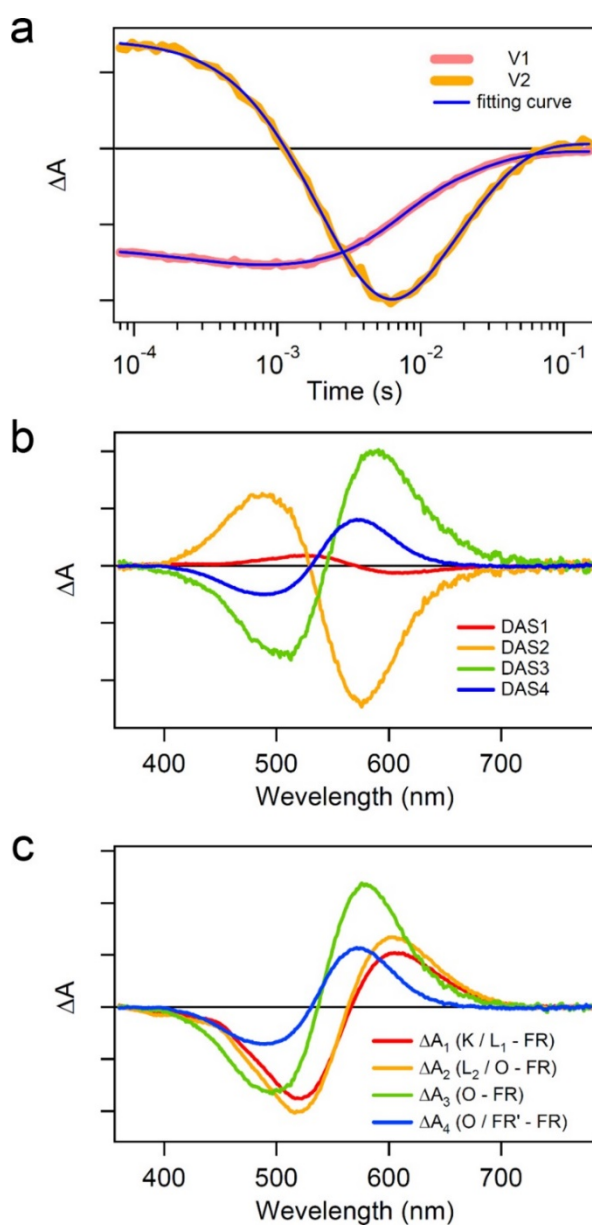 a
V1
V2
fitting curve
ΔA
10⁻⁴ 10⁻³ 10⁻² 10⁻¹
Time (s)
b
ΔA
DAS1
DAS2
DAS3
DAS4
400 500 600 700
Wevelength (nm)
c
ΔA
ΔA₁ (K / L₁ - FR)
ΔA₂ (L₂ / O - FR)
ΔA₃ (O - FR)
ΔA₄ (O / FR' - FR)
400 500 600 700
Wevelength (nm)